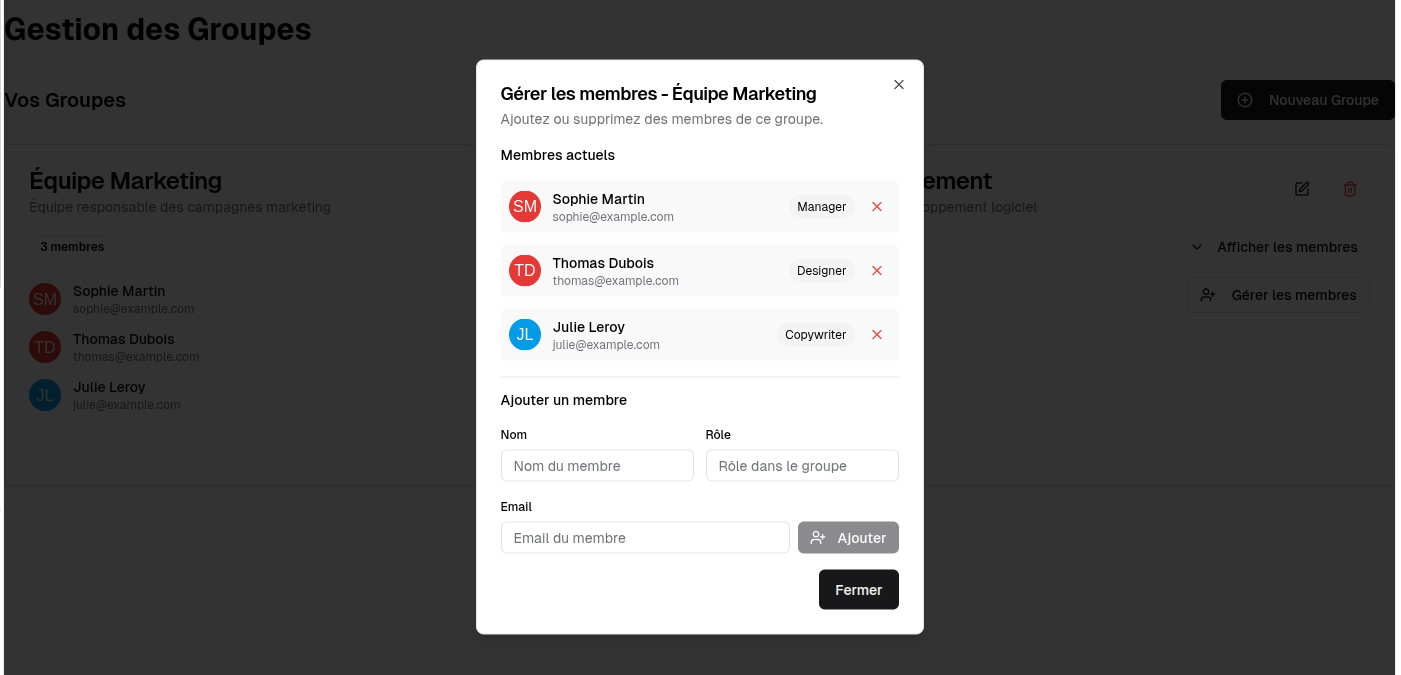 Gestion des Groupes
Vos Groupes
Nouveau Groupe
Équipe Marketing
Équipe responsable des campagnes marketing
3 membres
SM
Sophie Martin
sophie@example.com
TD
Thomas Dubois
thomas@example.com
JL
Julie Leroy
julie@example.com
Gérer les membres - Équipe Marketing
Ajoutez ou supprimez des membres de ce groupe.
Membres actuels
SM
Sophie Martin
sophie@example.com
Manager
TD
Thomas Dubois
thomas@example.com
Designer
JL
Julie Leroy
julie@example.com
Copywriter
Ajouter un membre
Nom
Rôle
Nom du membre
Rôle dans le groupe
Email
Email du membre
Ajouter
Fermer
logiciel
Afficher les membres
Gérer les membres